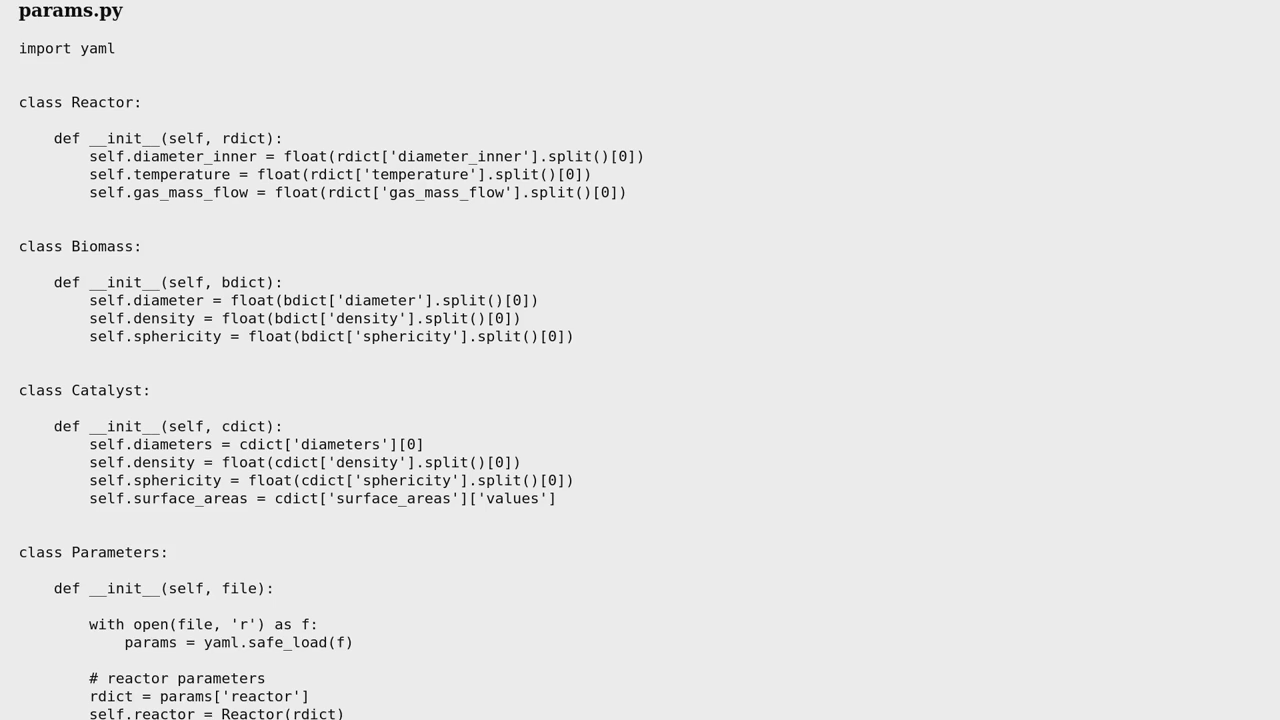 params.py
import yaml
class Reactor:
    def __init__(self, rdict):
        self.diameter_inner = float(rdict['diameter_inner'].split()[0])
        self.temperature = float(rdict['temperature'].split()[0])
        self.gas_mass_flow = float(rdict['gas_mass_flow'].split()[0])
class Biomass:
    def __init__(self, bdict):
        self.diameter = float(bdict['diameter'].split()[0])
        self.density = float(bdict['density'].split()[0])
        self.sphericity = float(bdict['sphericity'].split()[0])
class Catalyst:
    def __init__(self, cdict):
        self.diameters = cdict['diameters'][0]
        self.density = float(cdict['density'].split()[0])
        self.sphericity = float(cdict['sphericity'].split()[0])
        self.surface_areas = cdict['surface_areas']['values']
class Parameters:
    def __init__(self, file):
        with open(file, 'r') as f:
            params = yaml.safe_load(f)
        # reactor parameters
        rdict = params['reactor']
        self.reactor = Reactor(rdict)